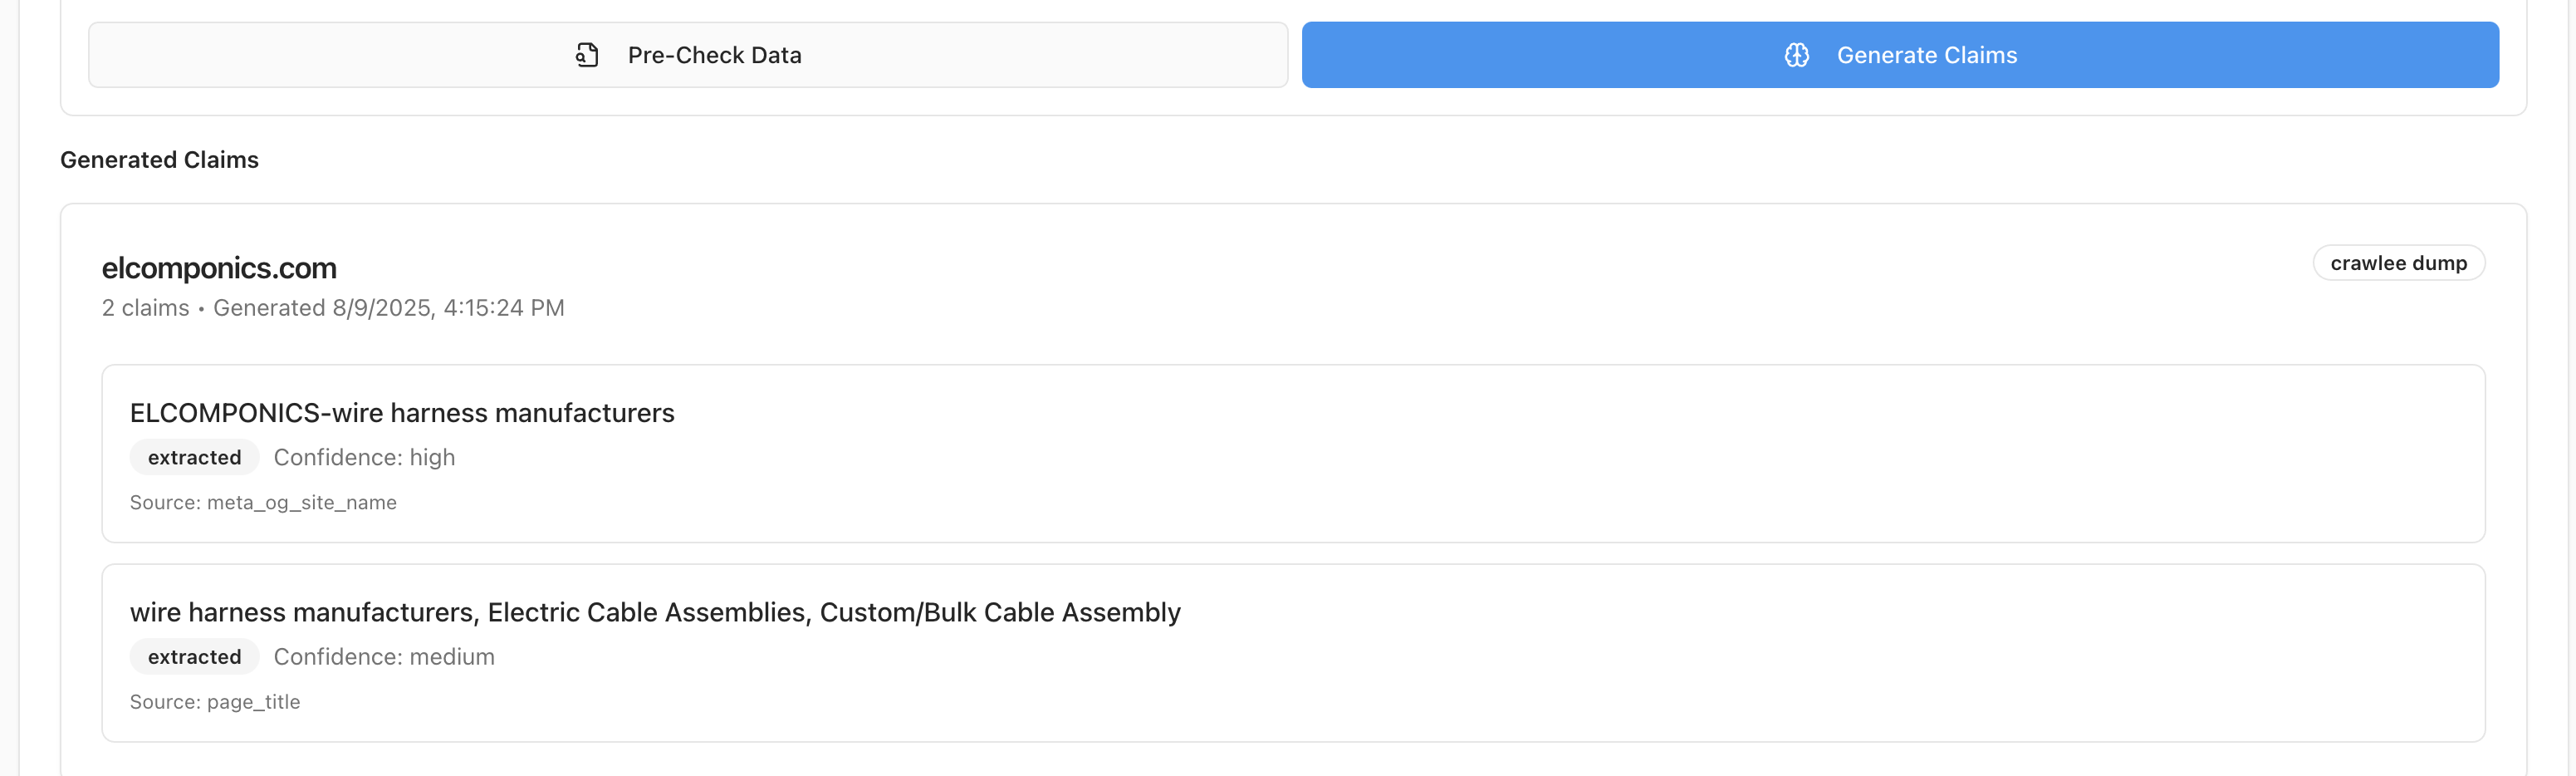 Pre-Check Data
Generate Claims
Generated Claims
elcomponics.com
crawlee dump
2 claims • Generated 8/9/2025, 4:15:24 PM
ELCOMPONICS-wire harness manufacturers
extracted Confidence: high
Source: meta_og_site_name
wire harness manufacturers, Electric Cable Assemblies, Custom/Bulk Cable Assembly
extracted Confidence: medium
Source: page_title